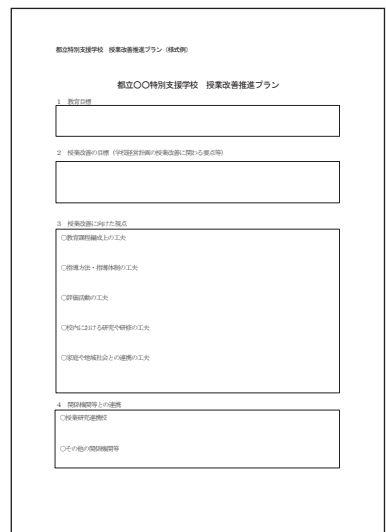 都立特別支援学校　授業改善推進プラン（様式例）
都立〇〇特別支援学校　授業改善推進プラン
１　教育目標
２　授業改善の目標（学校経営計画の授業改善に関わる要点等）
３　授業改善に向けた視点
○教育課程編成上の工夫
○指導方法・指導体制の工夫
○評価活動の工夫
○校内における研究や研修の工夫
○家庭や地域社会との連携の工夫
４　関係機関等との連携
○授業研究連携校
○その他の関係機関等